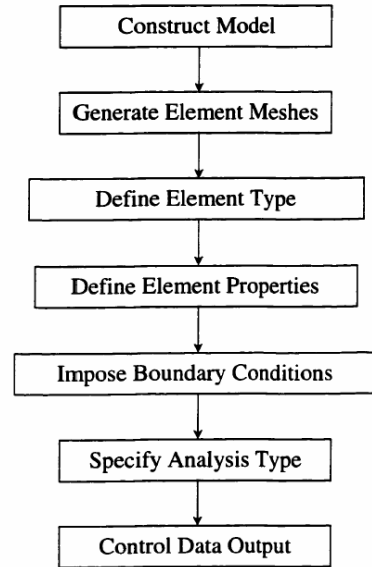 Construct Model
Generate Element Meshes
Define Element Type
Define Element Properties
Impose Boundary Conditions
Specify Analysis Type
Control Data Output